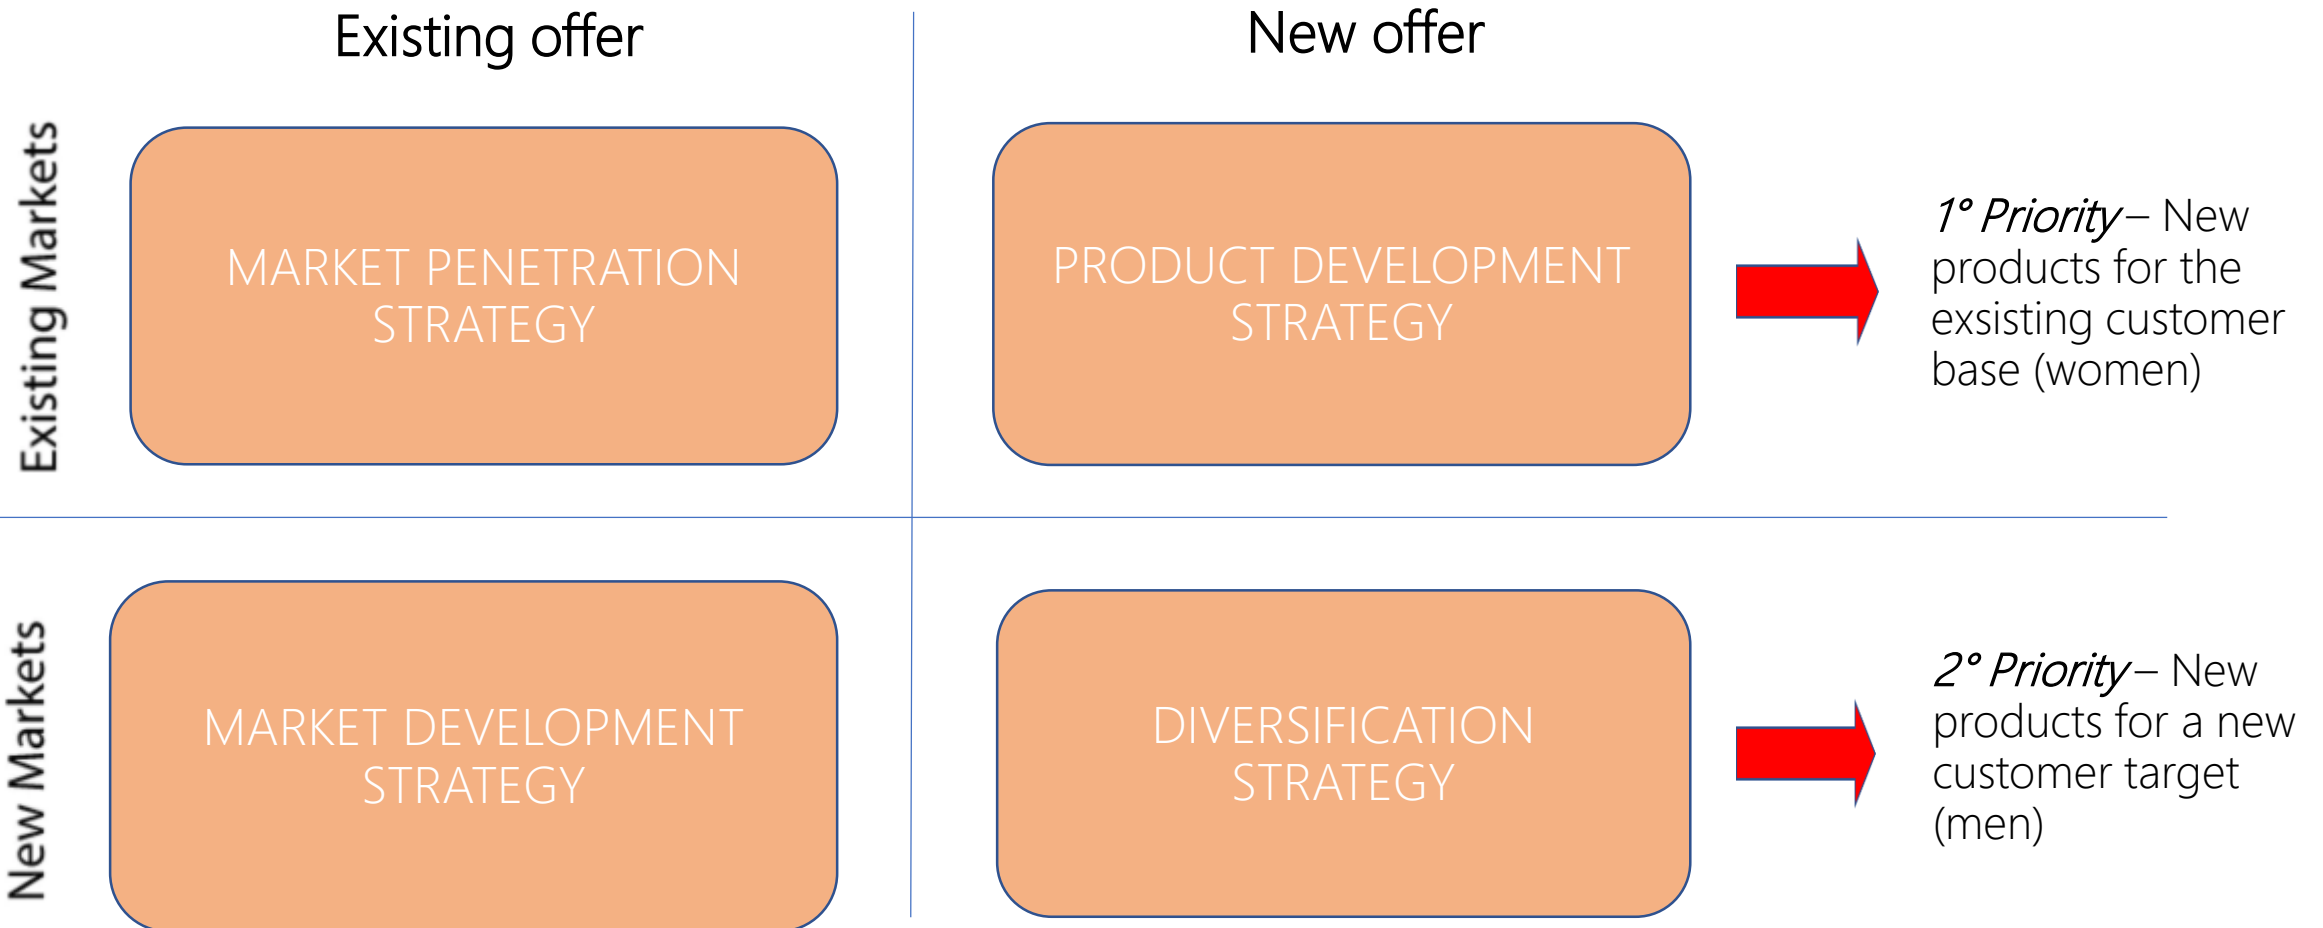 Existing offer
New offer
Existing Markets
MARKET PENETRATION
STRATEGY
PRODUCT DEVELOPMENT
STRATEGY
1° Priority – New
products for the
exsisting customer
base (women)
New Markets
MARKET DEVELOPMENT
STRATEGY
DIVERSIFICATION
STRATEGY
2° Priority – New
products for a new
customer target
(men)